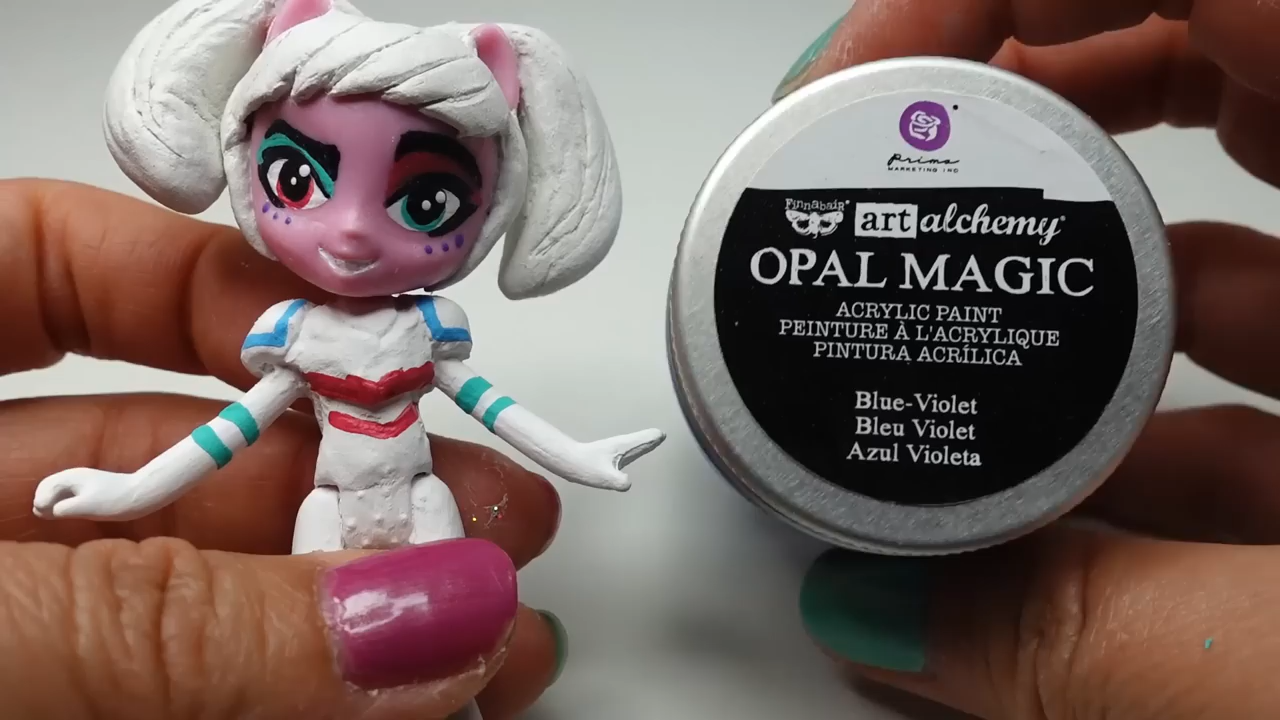 Prima
MARKETING INC
Finnabair®
art alchemy®
OPAL MAGIC
ACRYLIC PAINT
PEINTURE À L'ACRYLIQUE
PINTURA ACRÍLICA
Blue-Violet
Bleu Violet
Azul Violeta